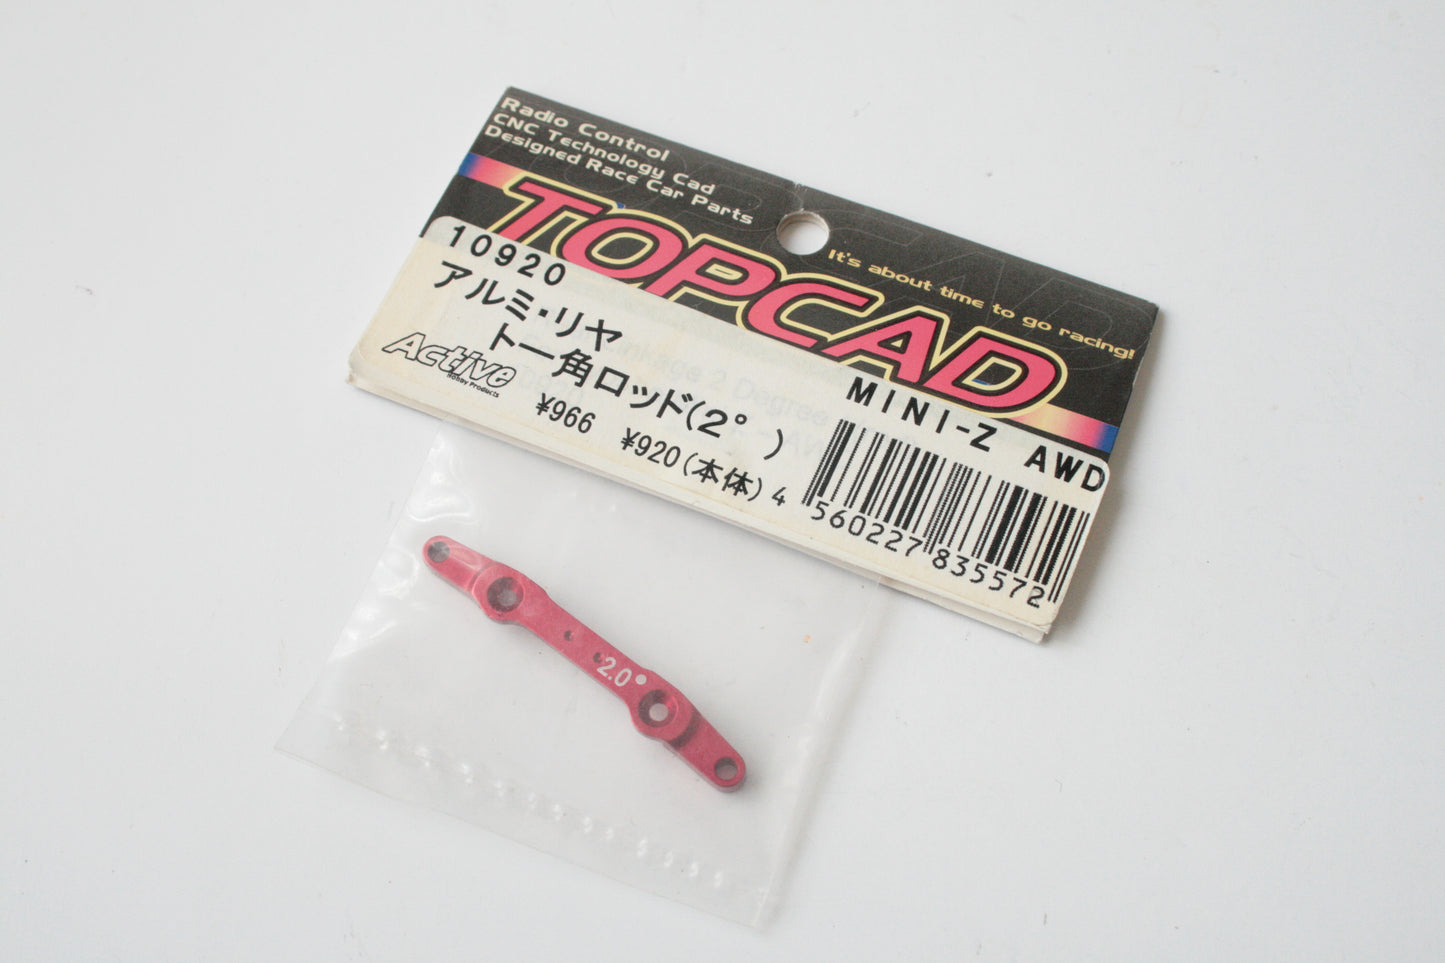 Radio Control
CNC Technology Cad
Designed Race Car Parts
TOPCAD
It's about time to go racing!
10920
アルミ・リヤ
トー角ロッド(2°)
MINI-Z AWD
Active
Hobby Products
¥966 ¥920(本体)
4 560227 835572
2.0°